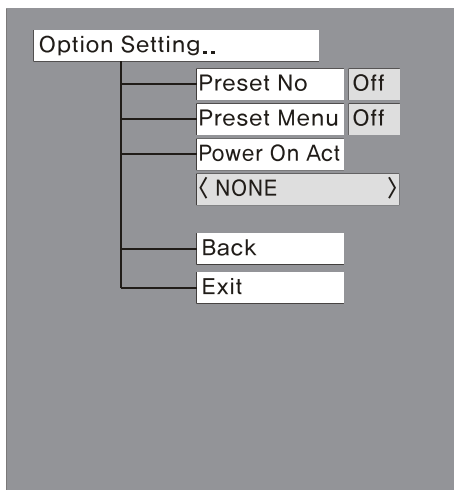 Option Setting..
Preset No Off
Preset Menu Off
Power On Act
〈 NONE 〉
Back
Exit